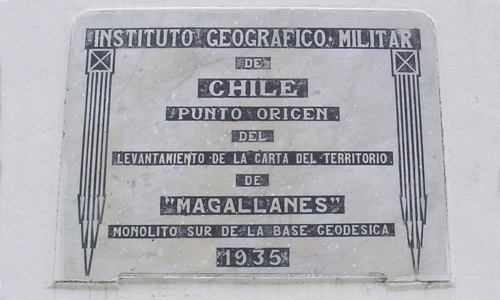 INSTITUTO GEOGRAFICO·MILITAR
DE
CHILE
PUNTO ORIGEN
DEL
LEVANTAMIENTO·DE LA CARTA DEL·TERRITORIO
DE
"MAGALLANES"
MONOLITO SUR DE LA BASE GEODESICA
1935